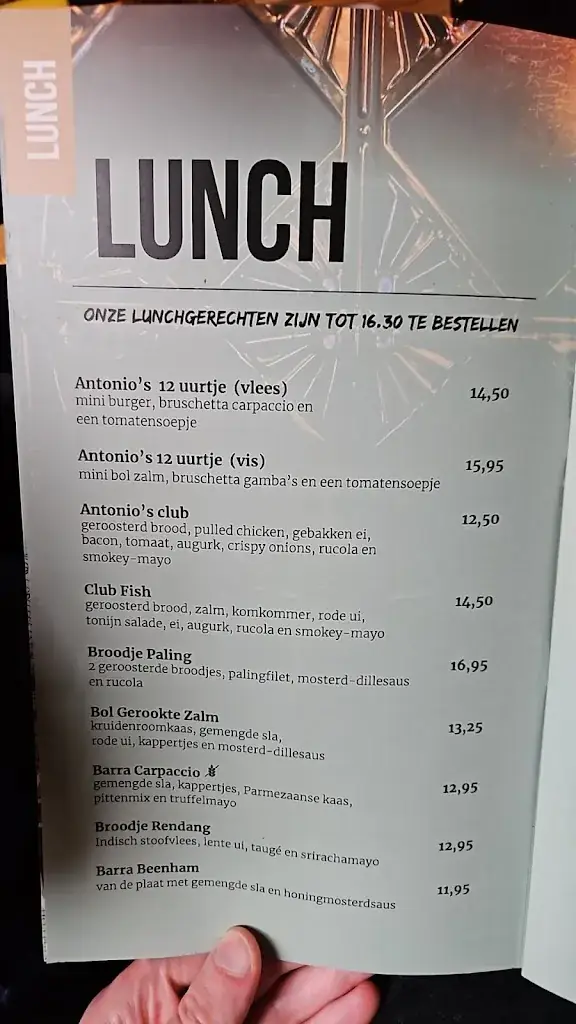 LUNCH
LUNCH
ONZE LUNCHGERECHTEN ZIJN TOT 16.30 TE BESTELLEN
Antonio's 12 uurtje (vlees) 14,50
mini burger, bruschetta carpaccio en
een tomatensoepje
Antonio's 12 uurtje (vis) 15,95
mini bol zalm, bruschetta gamba's en een tomatensoepje
Antonio's club 12,50
geroosterd brood, pulled chicken, gebakken ei,
bacon, tomaat, augurk, crispy onions, rucola en
smokey-mayo
Club Fish 14,50
geroosterd brood, zalm, komkommer, rode ui,
tonijn salade, ei, augurk, rucola en smokey-mayo
Broodje Paling 16,95
2 geroosterde broodjes, palingfilet, mosterd-dillesaus
en rucola
Bol Gerookte Zalm 13,25
kruidenroomkaas, gemengde sla,
rode ui, kappertjes en mosterd-dillesaus
Barra Carpaccio 12,95
gemengde sla, kappertjes, Parmezaanse kaas,
pittenmix en truffelmayo
Broodje Rendang 12,95
Indisch stoofvlees, lente ui, taugé en srirachamayo
Barra Beenham 11,95
van de plaat met gemengde sla en honingmosterdsaus